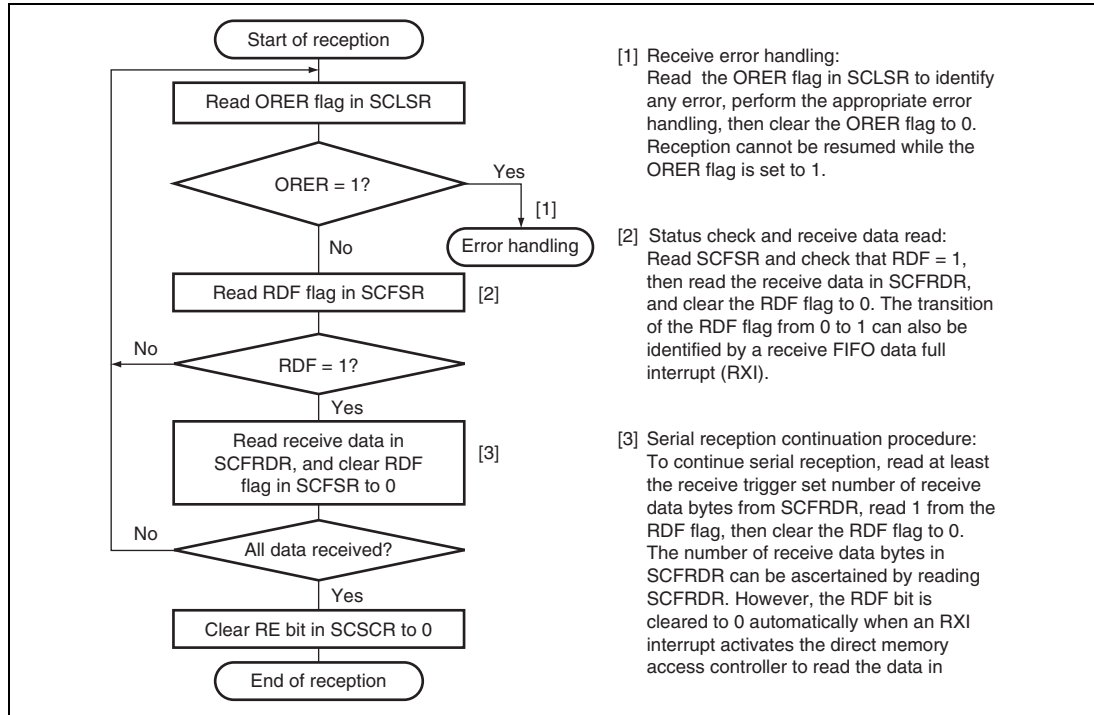 Start of reception
Read ORER flag in SCLSR
ORER = 1?
Yes
[1]
Error handling
No
Read RDF flag in SCFSR
[2]
No
RDF = 1?
Yes
Read receive data in
SCFRDR, and clear RDF
flag in SCFSR to 0
[3]
No
All data received?
Yes
Clear RE bit in SCSCR to 0
End of reception
[1] Receive error handling:
Read the ORER flag in SCLSR to identify
any error, perform the appropriate error
handling, then clear the ORER flag to 0.
Reception cannot be resumed while the
ORER flag is set to 1.
[2] Status check and receive data read:
Read SCFSR and check that RDF = 1,
then read the receive data in SCFRDR,
and clear the RDF flag to 0. The transition
of the RDF flag from 0 to 1 can also be
identified by a receive FIFO data full
interrupt (RXI).
[3] Serial reception continuation procedure:
To continue serial reception, read at least
the receive trigger set number of receive
data bytes from SCFRDR, read 1 from the
RDF flag, then clear the RDF flag to 0.
The number of receive data bytes in
SCFRDR can be ascertained by reading
SCFRDR. However, the RDF bit is
cleared to 0 automatically when an RXI
interrupt activates the direct memory
access controller to read the data in